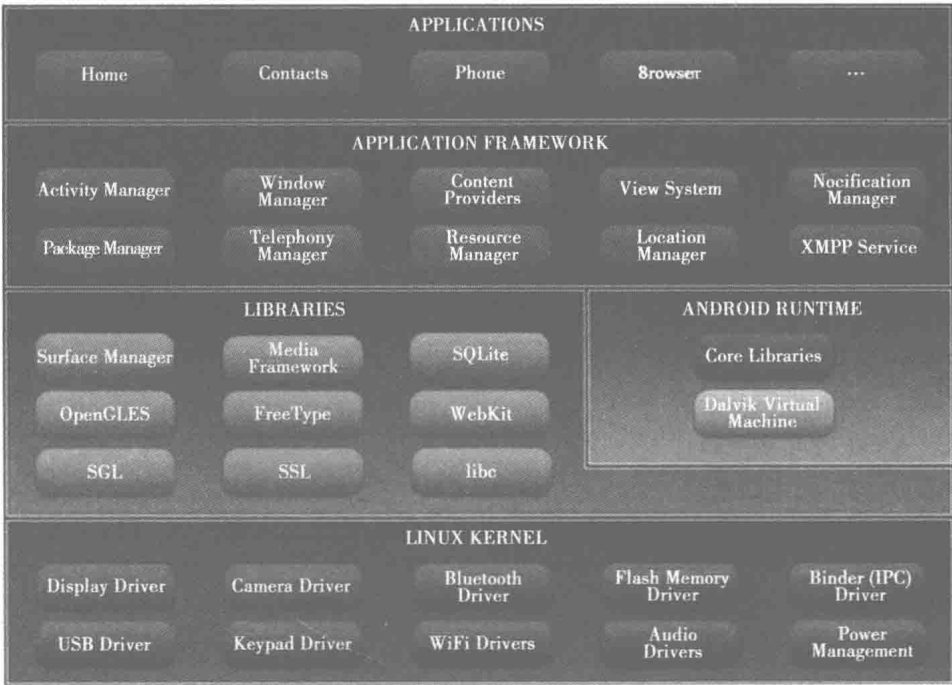 APPLICATIONS
Home
Contacts
Phone
8rowser
...
APPLICATION FRAMEWORK
Activity Manager
Window
Manager
Content
Providers
View System
Nocification
Manager
Package Manager
Telephony
Manager
Resource
Manager
Location
Manager
XMPP Service
LIBRARIES
Surface Manager
Media
Framework
SQLite
OpenGLES
FreeType
WebKit
SGL
SSL
libc
ANDROID RUNTIME
Core Libraries
Dalvik Virtual
Machine
LINUX KERNEL
Display Driver
Camera Driver
Bluetooth
Driver
Flash Memory
Driver
Binder (IPC)
Driver
USB Driver
Keypad Driver
WiFi Drivers
Audio
Drivers
Power
Management